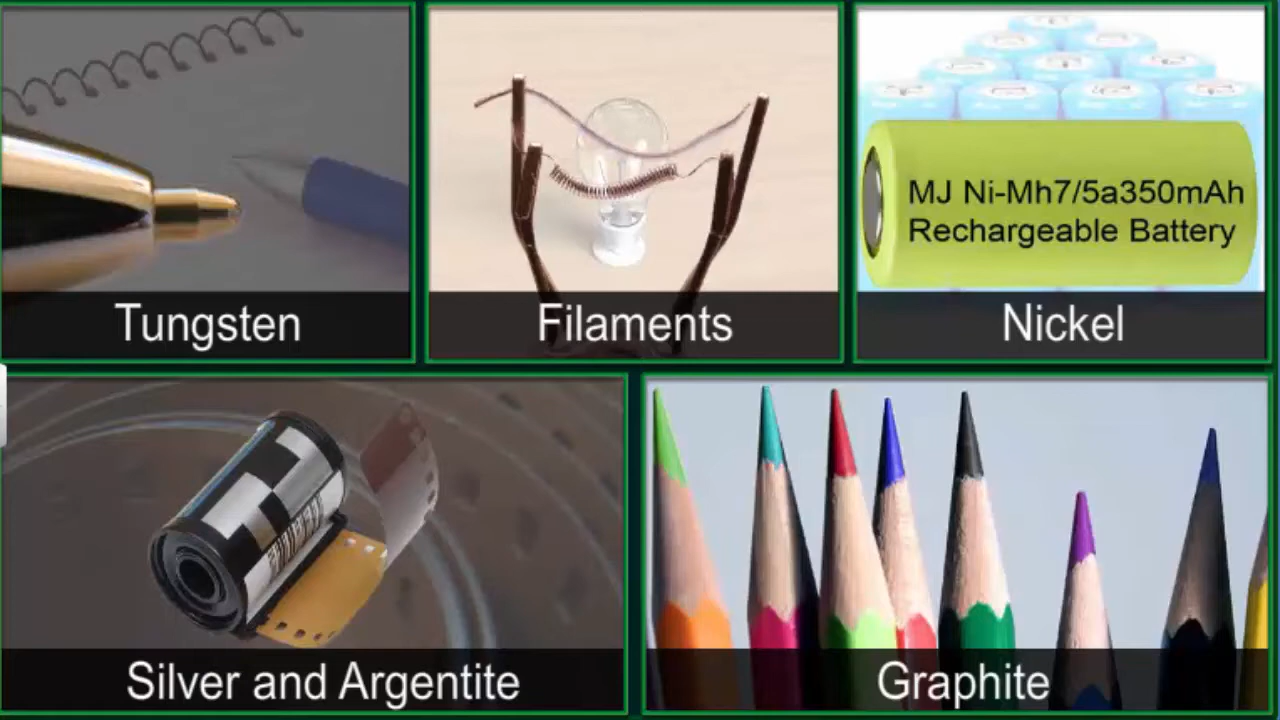 Tungsten
Filaments
MJ Ni-Mh7/5a350mAh
Rechargeable Battery
Nickel
Silver and Argentite
Graphite